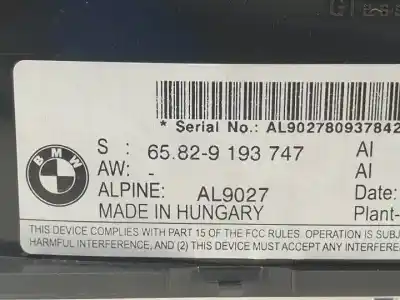 * Serial No.: AL902780937842
BMW
S : 65.82-9 193 747 AI
AW: - AI
ALPINE: AL9027 Date:
MADE IN HUNGARY Plant-
THIS DEVICE COMPLIES WITH PART 15 OF THE FCC RULES. OPERATION IS SUBJ
HARMFUL INTERFERENCE, AND (2) THIS DEVICE MUST ACCEPT ANY INTERFE